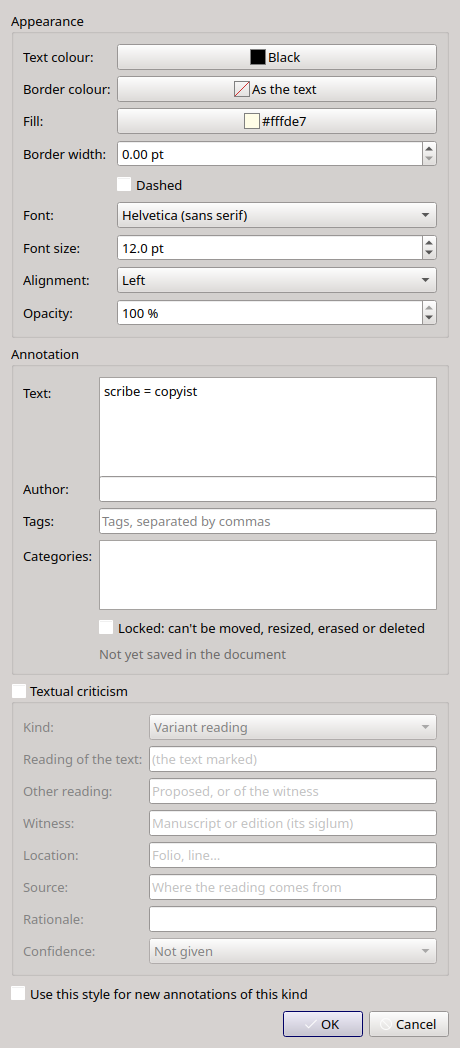 Appearance
Text colour: Black
Border colour: As the text
Fill: #fffde7
Border width: 0.00 pt
Dashed
Font: Helvetica (sans serif)
Font size: 12.0 pt
Alignment: Left
Opacity: 100 %
Annotation
Text: scribe = copyist
Author:
Tags: Tags, separated by commas
Categories:
Locked: can't be moved, resized, erased or deleted
Not yet saved in the document
Textual criticism
Kind: Variant reading
Reading of the text: (the text marked)
Other reading: Proposed, or of the witness
Witness: Manuscript or edition (its siglum)
Location: Folio, line...
Source: Where the reading comes from
Rationale:
Confidence: Not given
Use this style for new annotations of this kind
OK Cancel